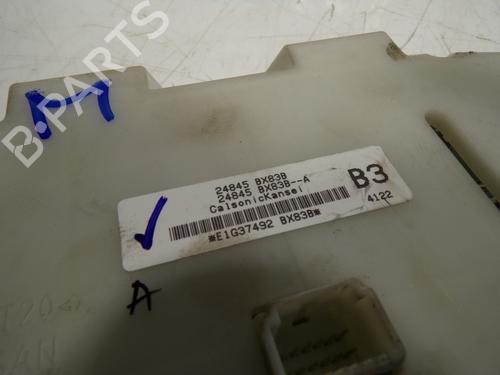 B-PARTS
24845 BX83B
24845 BX83B--A
CalsonicKansei
B3
4122
*E1G37492 BX83B*
A